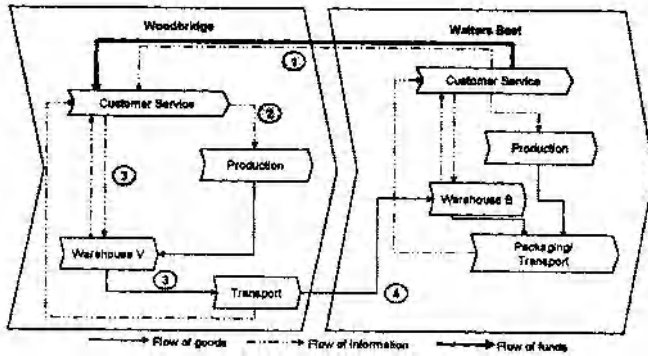 Woodbridge
Walters Best
1
Customer Service
Customer Service
2
Production
Production
3
Warehouse V
Warehouse B
3
Transport
4
Packaging/
Transport
Flow of goods
Flow of information
Flow of funds